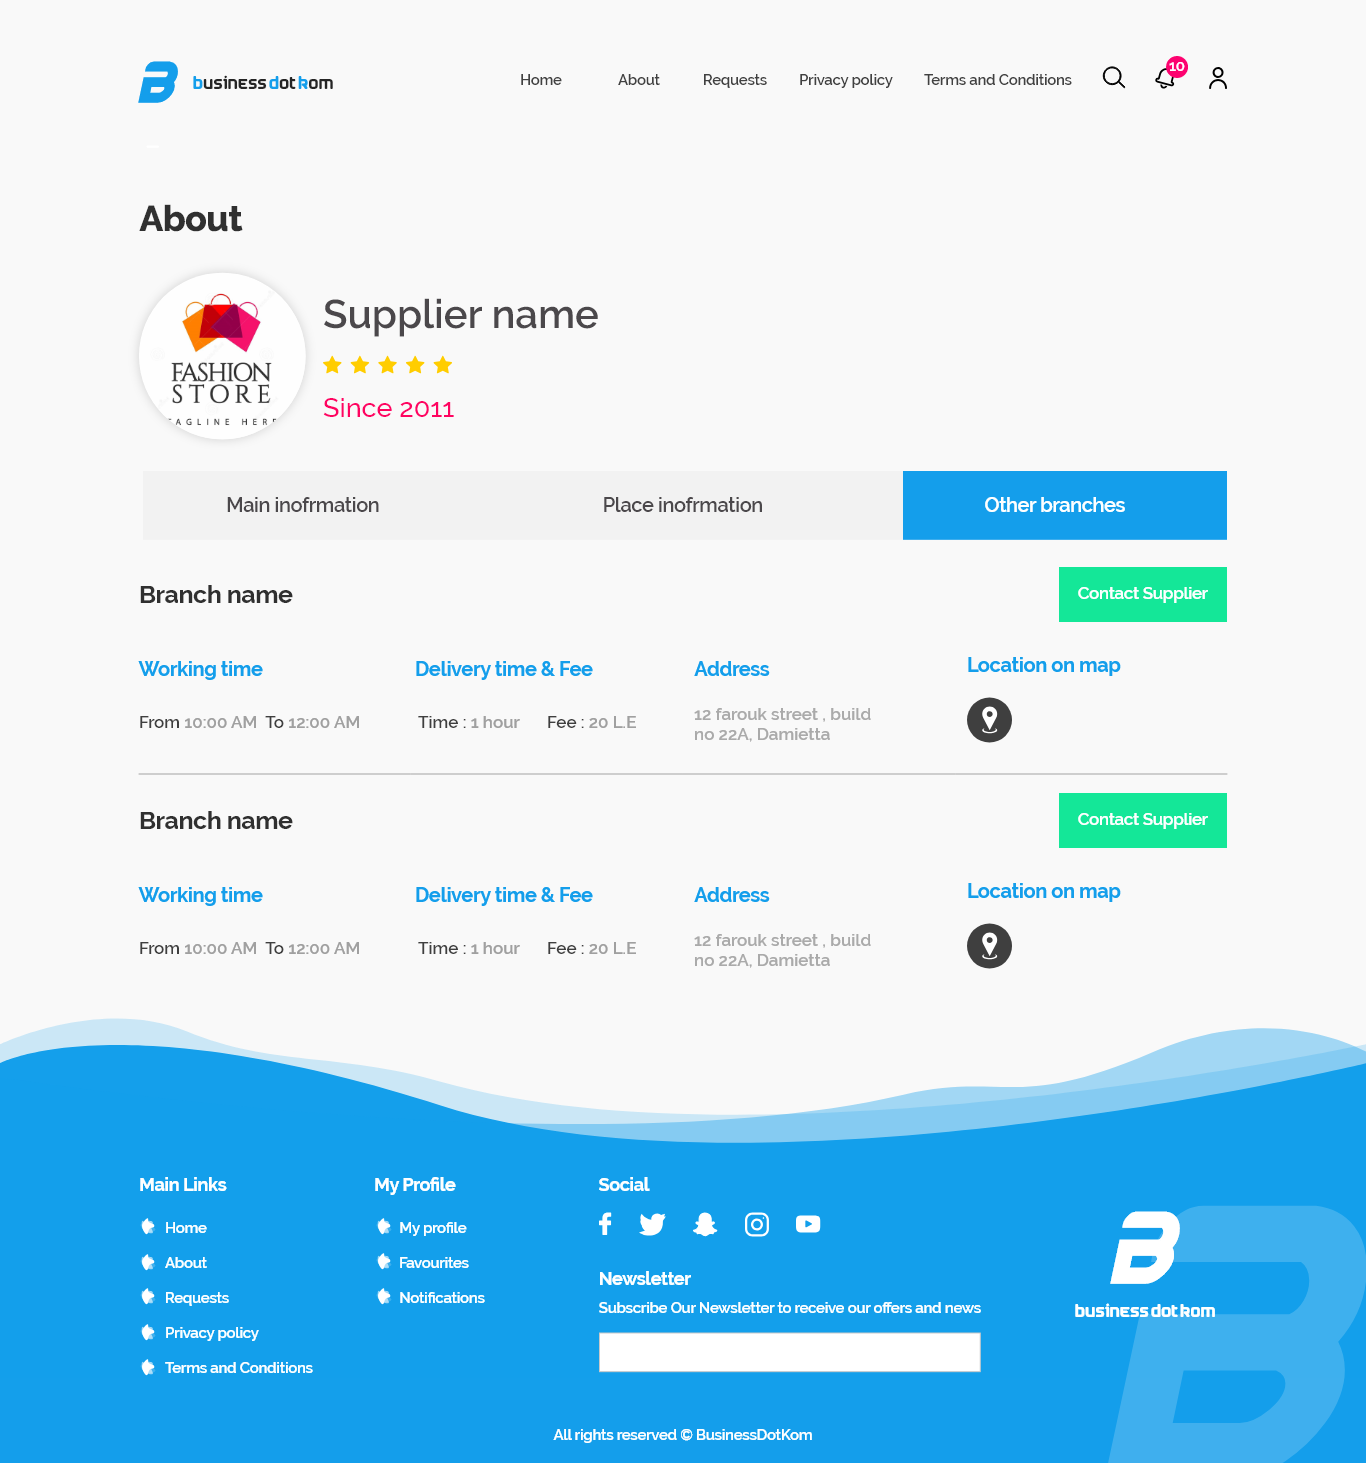 business dot kom
Home About Requests Privacy policy Terms and Conditions 10
About
FASHION
STORE
TAGLINE HERE
Supplier name
Since 2011
Main inofrmation Place inofrmation Other branches
Branch name Contact Supplier
Working time Delivery time & Fee Address Location on map
From 10:00 AM To 12:00 AM Time : 1 hour Fee : 20 L.E
12 farouk street , build
no 22A, Damietta
Branch name Contact Supplier
Working time Delivery time & Fee Address Location on map
From 10:00 AM To 12:00 AM Time : 1 hour Fee : 20 L.E
12 farouk street , build
no 22A, Damietta
Main Links
Home
About
Requests
Privacy policy
Terms and Conditions
My Profile
My profile
Favourites
Notifications
Social
Newsletter
Subscribe Our Newsletter to receive our offers and news
business dot kom
All rights reserved © BusinessDotKom